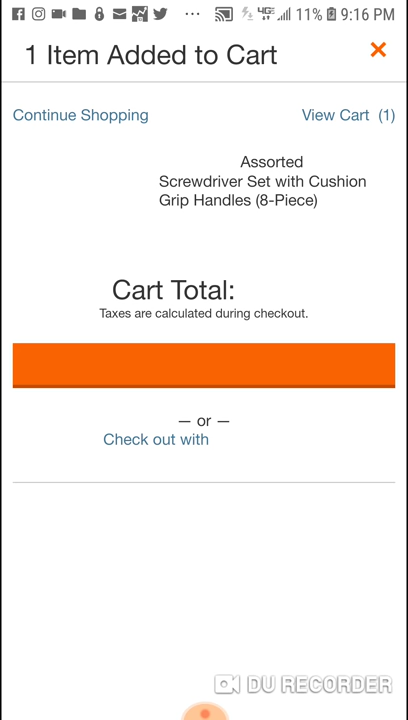 11% 9:16 PM
1 Item Added to Cart
Continue Shopping
View Cart (1)
Assorted
Screwdriver Set with Cushion
Grip Handles (8-Piece)
Cart Total:
Taxes are calculated during checkout.
— or —
Check out with
DU RECORDER